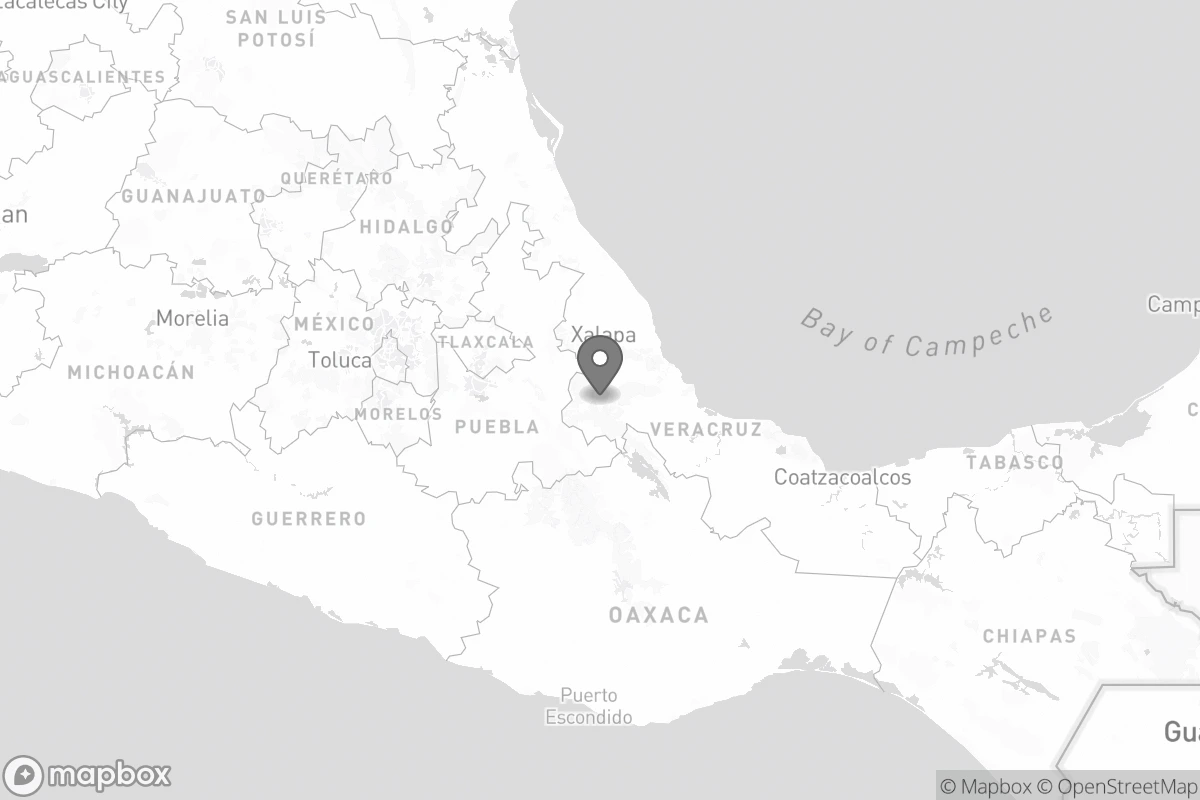 acatecas City
SAN LUIS
POTOSÍ
AGUASCALIENTES
GUANAJUATO
QUERÉTARO
an
HIDALGO
Morelia
MÉXICO
Toluca
TLAXCALA
Xalapa
Bay of Campeche
Camp
MICHOACÁN
MORELOS
PUEBLA
VERACRUZ
C
TABASCO
Coatzacoalcos
GUERRERO
OAXACA
CHIAPAS
Puerto
Escondido
Gua
mapbox
© Mapbox © OpenStreetMap